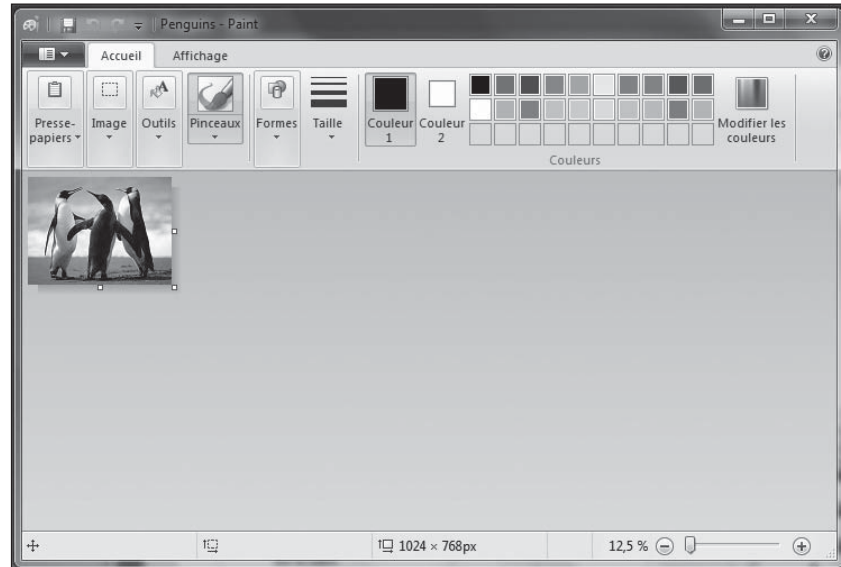 Penguins - Paint
Accueil Affichage
Presse-papiers Image Outils Pinceaux Formes Taille Couleur 1 Couleur 2 Modifier les couleurs
Couleurs
1024 × 768px 12,5 %